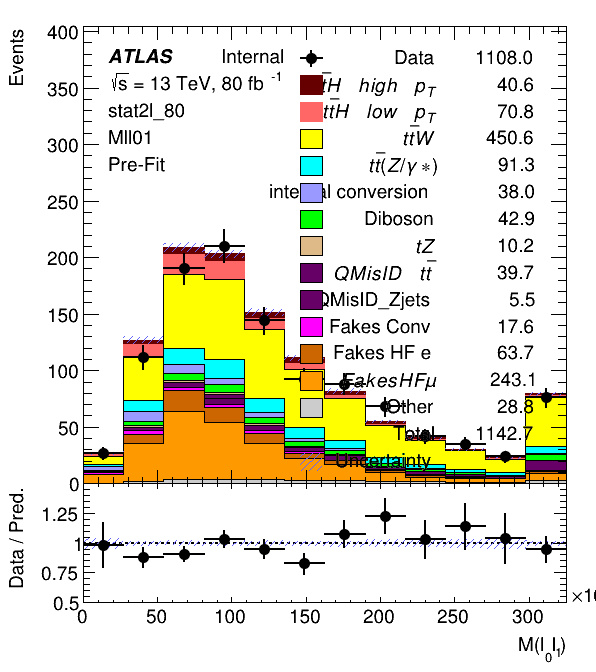 Events
400
350
300
250
200
150
100
50
0
ATLAS Internal
√s = 13 TeV, 80 fb -1
stat2l_80
Mll01
Pre-Fit
Data 1108.0
tt̄H high pT 40.6
tt̄H low pT 70.8
tt̄W 450.6
tt̄(Z/γ*) 91.3
internal conversion 38.0
Diboson 42.9
tZ 10.2
QMisID tt̄ 39.7
QMisID_Zjets 5.5
Fakes Conv 17.6
Fakes HF e 63.7
FakesHFμ 243.1
Other 28.8
Total 1142.7
Uncertainty
Data / Pred.
1.25
1
0.75
0.5
0 50 100 150 200 250 300
M(l0l1)